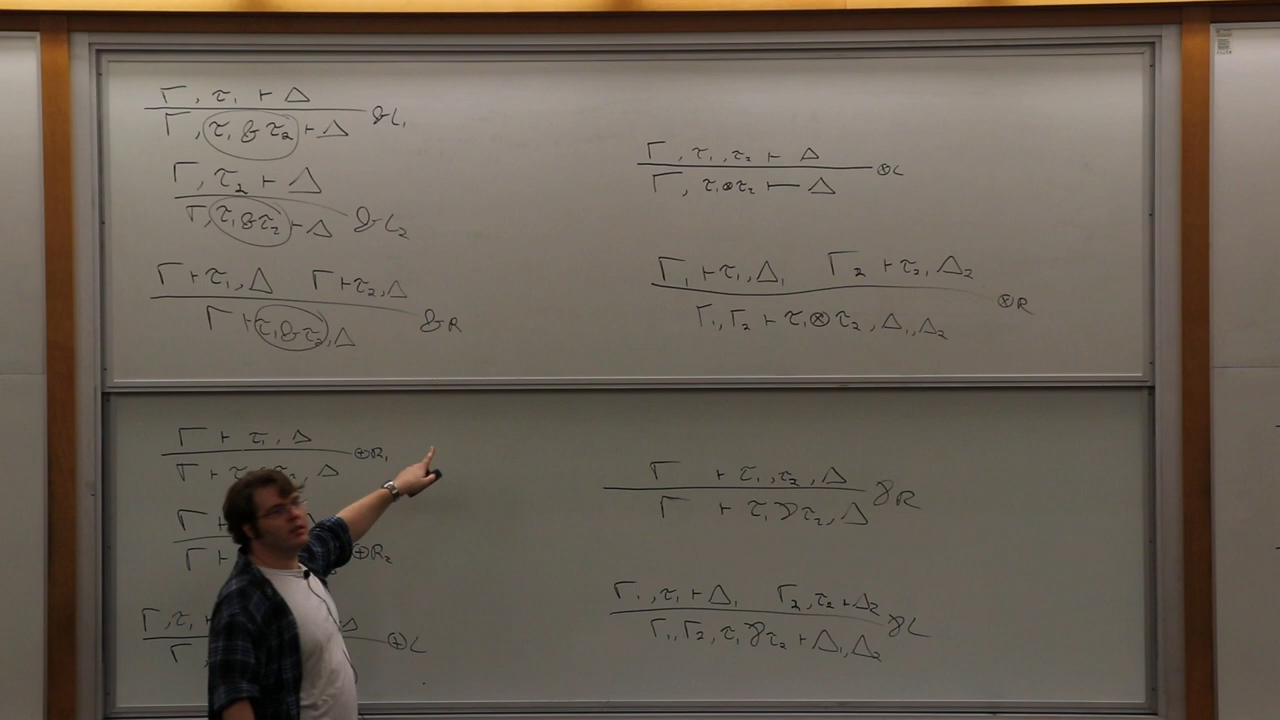 Γ, τ₁ ⊢ Δ
Γ, τ₁ & τ₂ ⊢ Δ &L₁
Γ, τ₂ ⊢ Δ
Γ, τ₁ & τ₂ ⊢ Δ &L₂
Γ ⊢ τ₁, Δ Γ ⊢ τ₂, Δ
Γ ⊢ τ₁ & τ₂, Δ &R
Γ, τ₁, τ₂ ⊢ Δ
Γ, τ₁ ⊗ τ₂ ⊢ Δ ⊗L
Γ₁ ⊢ τ₁, Δ₁ Γ₂ ⊢ τ₂, Δ₂
Γ₁, Γ₂ ⊢ τ₁ ⊗ τ₂, Δ₁, Δ₂ ⊗R
Γ ⊢ τ₁, Δ
Γ ⊢ τ τ₂, Δ ⊕R₁
Γ ⊢
Γ ⊢ ⊕R₂
Γ, τ₁ ⊢ Δ
Γ, ⊕L
Γ ⊢ τ₁, τ₂, Δ
Γ ⊢ τ₁ ⅋ τ₂, Δ ⅋R
Γ₁, τ₁ ⊢ Δ₁ Γ₂, τ₂ ⊢ Δ₂
Γ₁, Γ₂, τ₁ ⅋ τ₂ ⊢ Δ₁, Δ₂ ⅋L